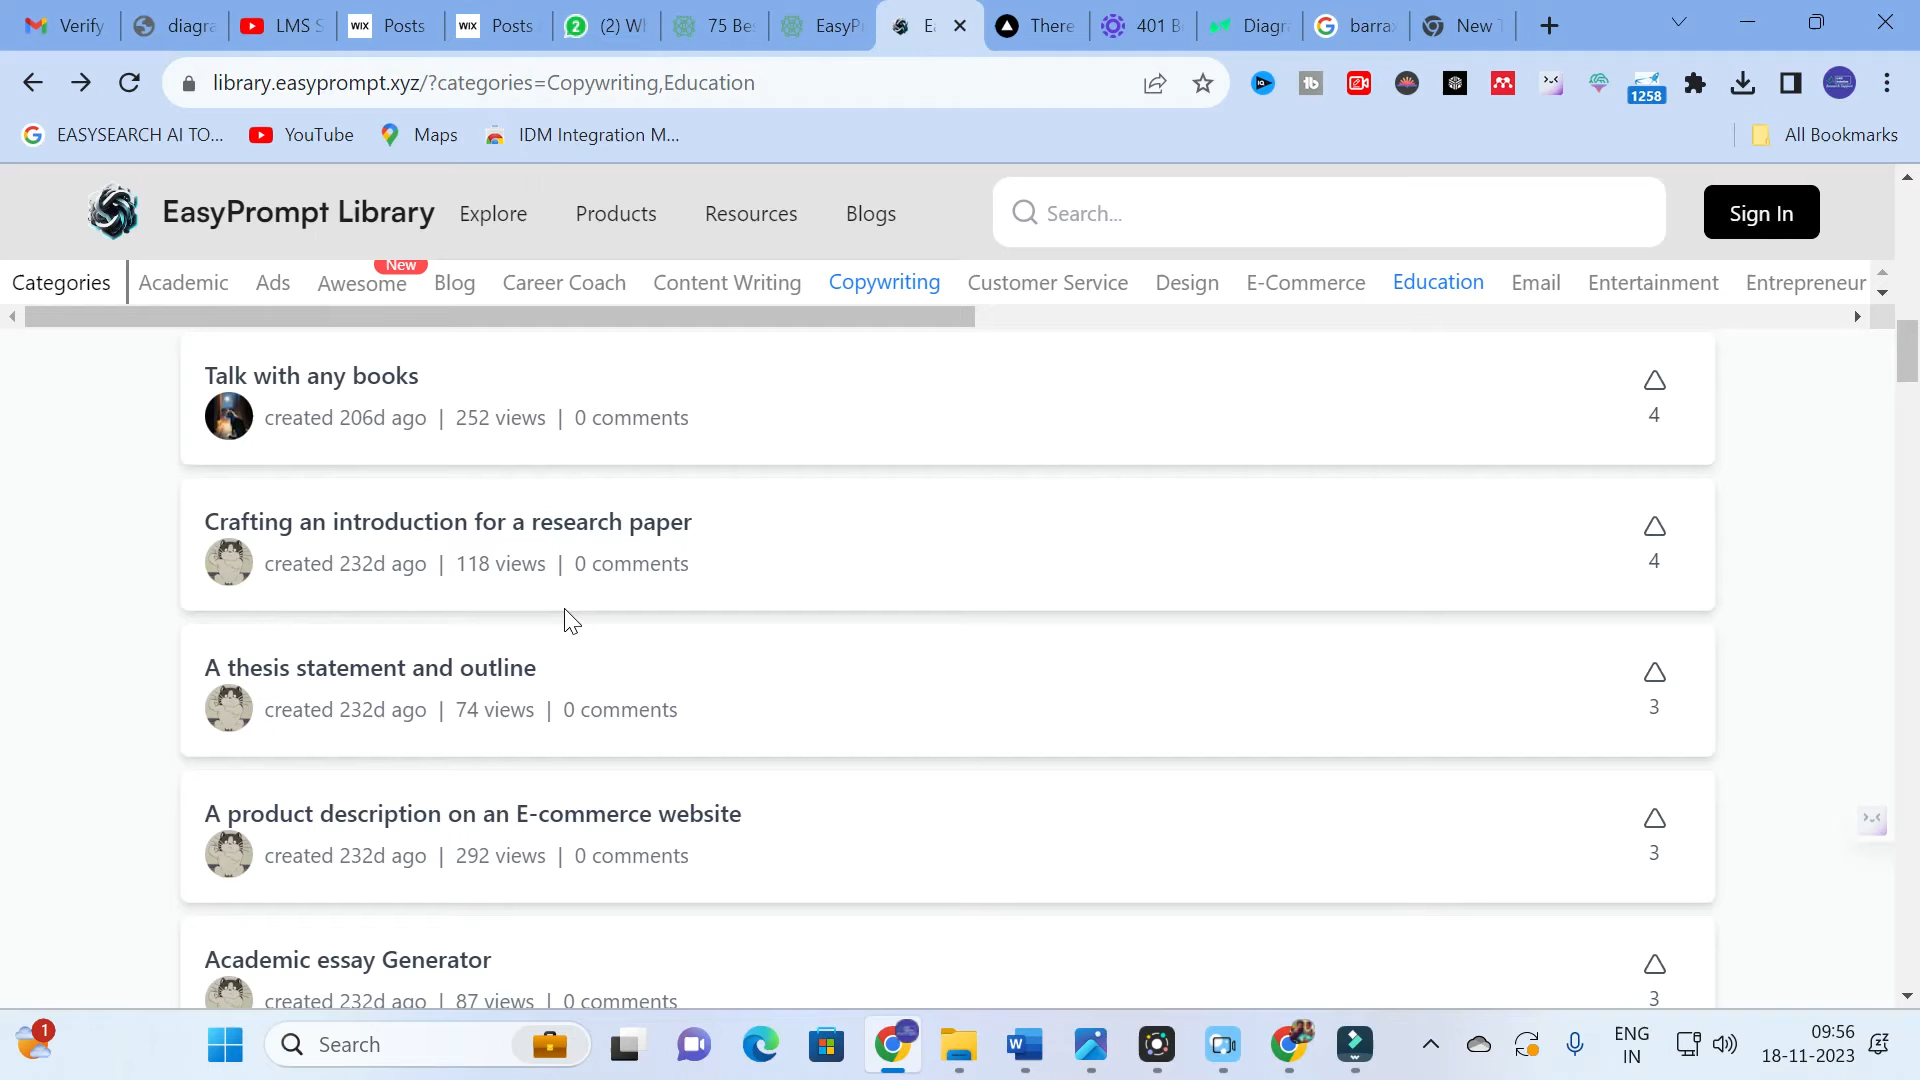 Verify
diagra
LMS S
WIX Posts
WIX Posts
(2) W
75 Be
EasyP
E
There
401 B
Diagr
barrax
New T
library.easyprompt.xyz/?categories=Copywriting,Education
1258
EASYSEARCH AI TO...
YouTube
Maps
IDM Integration M...
All Bookmarks
EasyPrompt Library
Explore
Products
Resources
Blogs
Search...
Sign In
New
Categories
Academic
Ads
Awesome
Blog
Career Coach
Content Writing
Copywriting
Customer Service
Design
E-Commerce
Education
Email
Entertainment
Entrepreneur
Talk with any books
created 206d ago | 252 views | 0 comments
4
Crafting an introduction for a research paper
created 232d ago | 118 views | 0 comments
4
A thesis statement and outline
created 232d ago | 74 views | 0 comments
3
A product description on an E-commerce website
created 232d ago | 292 views | 0 comments
3
Academic essay Generator
created 232d ago | 87 views | 0 comments
3
1
Search
ENG
IN
09:56
18-11-2023